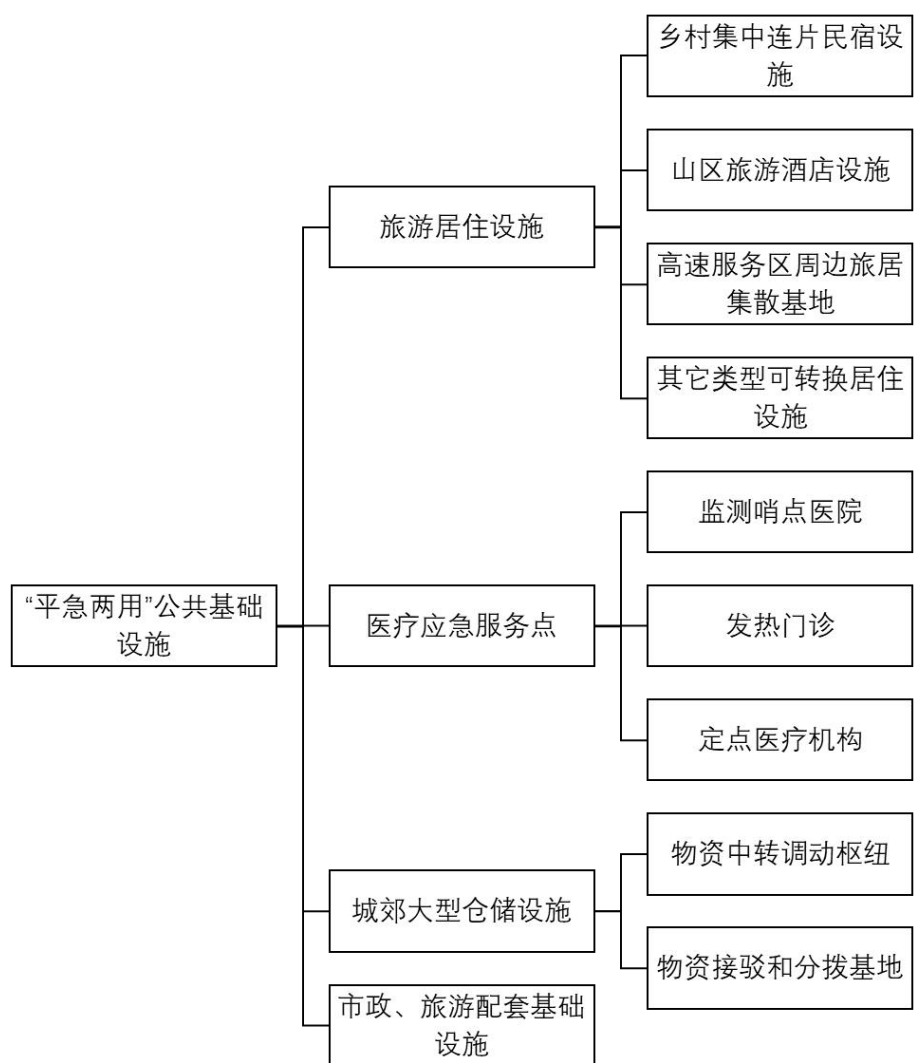 乡村集中连片民宿设
施
山区旅游酒店设施
旅游居住设施
高速服务区周边旅居
集散基地
其它类型可转换居住
设施
监测哨点医院
“平急两用”公共基础
设施
医疗应急服务点
发热门诊
定点医疗机构
物资中转调动枢纽
城郊大型仓储设施
物资接驳和分拨基地
市政、旅游配套基础
设施